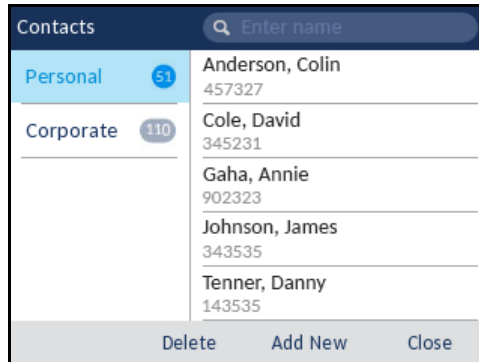 Contacts
Enter name
Personal 51
Corporate 110
Anderson, Colin
457327
Cole, David
345231
Gaha, Annie
902323
Johnson, James
343535
Tenner, Danny
143535
Delete Add New Close